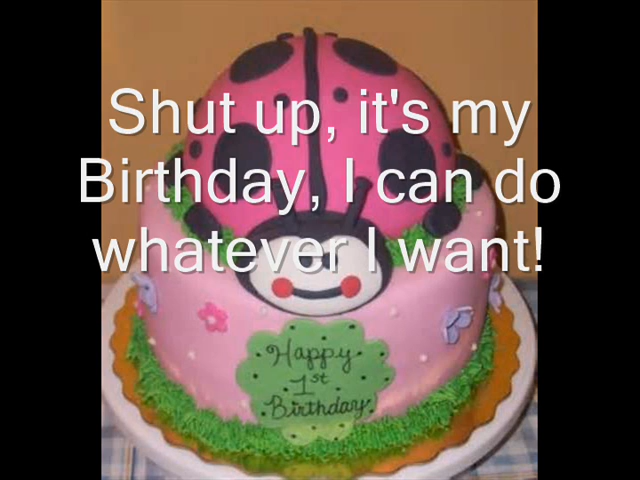 Shut up, it's my
Birthday, I can do
whatever I want!
Happy
1st
Birthday